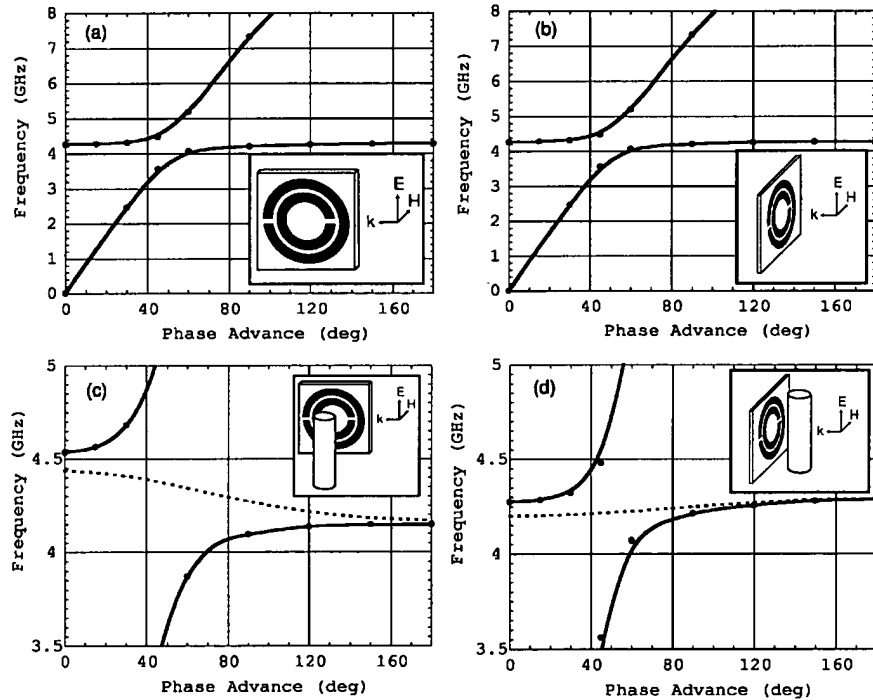 (a)
Frequency (GHz)
8
7
6
5
4
3
2
1
0
0 40 80 120 160
Phase Advance (deg)
E
H
k
(b)
Frequency (GHz)
8
7
6
5
4
3
2
1
0
0 40 80 120 160
Phase Advance (deg)
E
H
k
(c)
Frequency (GHz)
5
4.5
4
3.5
0 40 80 120 160
Phase Advance (deg)
E
H
k
(d)
Frequency (GHz)
5
4.5
4
3.5
0 40 80 120 160
Phase Advance (deg)
E
H
k